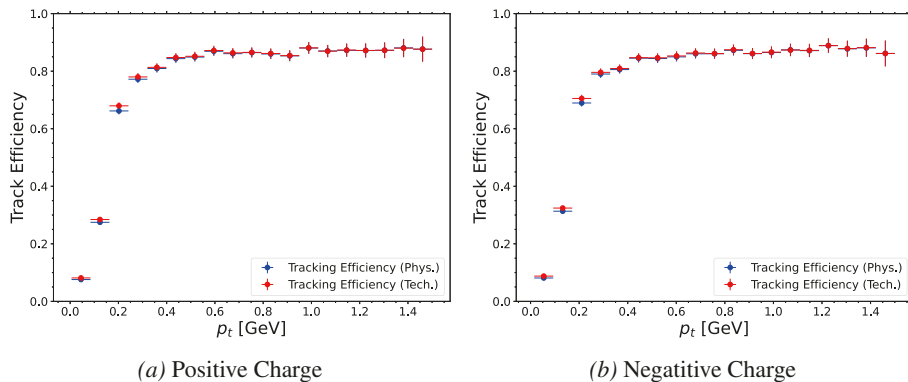 1.0
0.8
0.6
0.4
0.2
0.0
Track Efficiency
Tracking Efficiency (Phys.)
Tracking Efficiency (Tech.)
0.0 0.2 0.4 0.6 0.8 1.0 1.2 1.4
pt [GeV]
(a) Positive Charge
1.0
0.8
0.6
0.4
0.2
0.0
Track Efficiency
Tracking Efficiency (Phys.)
Tracking Efficiency (Tech.)
0.0 0.2 0.4 0.6 0.8 1.0 1.2 1.4
pt [GeV]
(b) Negatitive Charge